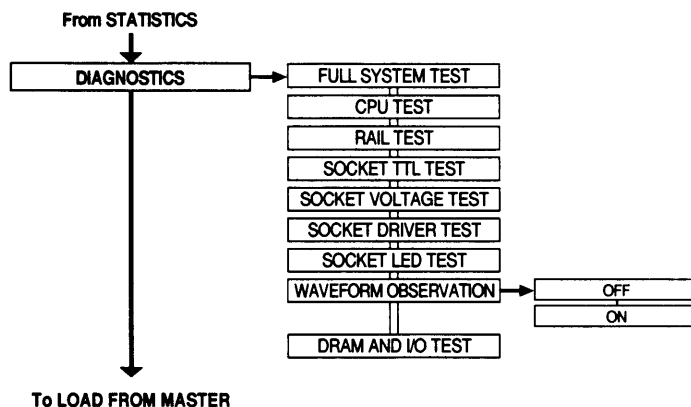 From STATISTICS
DIAGNOSTICS
FULL SYSTEM TEST
CPU TEST
RAIL TEST
SOCKET TTL TEST
SOCKET VOLTAGE TEST
SOCKET DRIVER TEST
SOCKET LED TEST
WAVEFORM OBSERVATION
OFF
ON
DRAM AND I/O TEST
To LOAD FROM MASTER